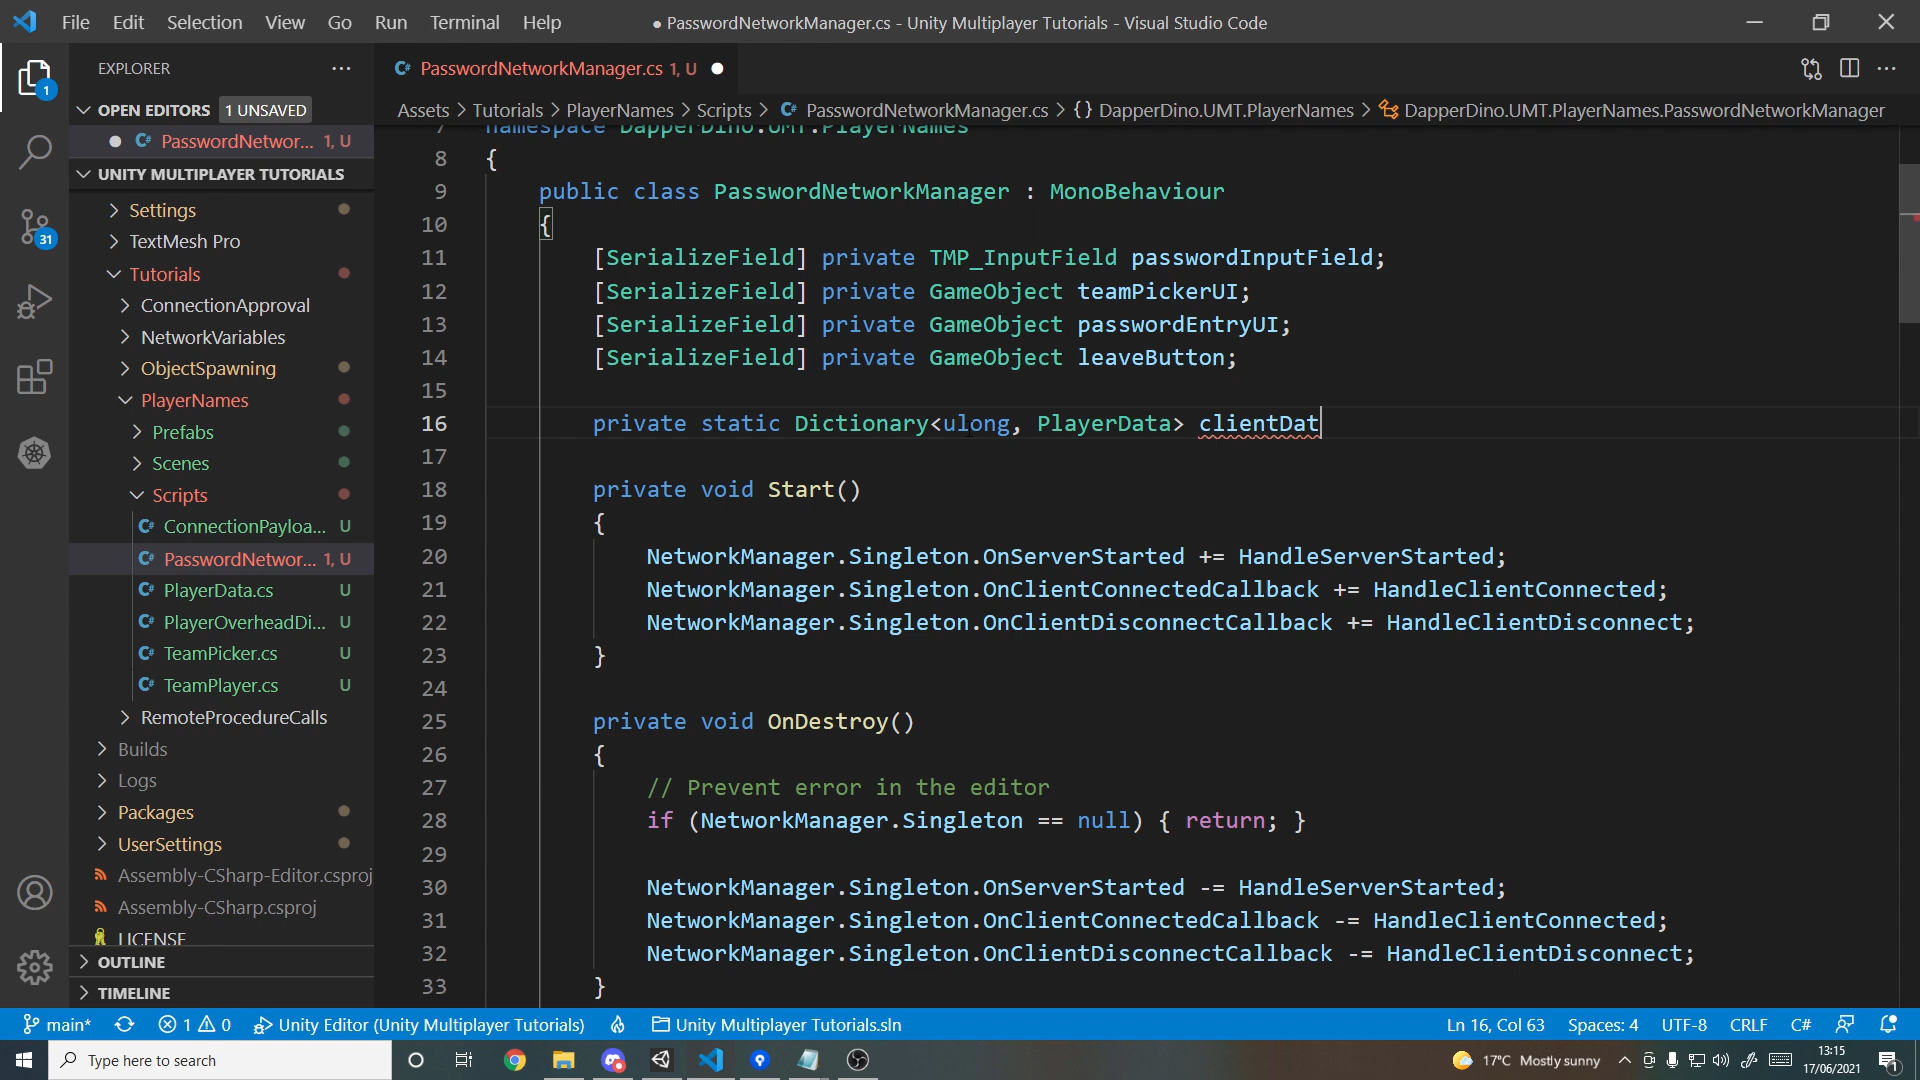 File Edit Selection View Go Run Terminal Help
● PasswordNetworkManager.cs - Unity Multiplayer Tutorials - Visual Studio Code
EXPLORER
OPEN EDITORS 1 UNSAVED
C# PasswordNetwor... 1, U
UNITY MULTIPLAYER TUTORIALS
Settings
TextMesh Pro
Tutorials
ConnectionApproval
NetworkVariables
ObjectSpawning
PlayerNames
Prefabs
Scenes
Scripts
C# ConnectionPayloa... U
C# PasswordNetwor... 1, U
C# PlayerData.cs U
C# PlayerOverheadDi... U
C# TeamPicker.cs U
C# TeamPlayer.cs U
RemoteProcedureCalls
Builds
Logs
Packages
UserSettings
Assembly-CSharp-Editor.csproj
Assembly-CSharp.csproj
LICENSE
OUTLINE
TIMELINE
1
31
C# PasswordNetworkManager.cs 1, U
Assets > Tutorials > PlayerNames > Scripts > C# PasswordNetworkManager.cs > {} DapperDino.UMT.PlayerNames > DapperDino.UMT.PlayerNames.PasswordNetworkManager
7 namespace DapperDino.UMT.PlayerNames
8 {
9 public class PasswordNetworkManager : MonoBehaviour
10 {
11 [SerializeField] private TMP_InputField passwordInputField;
12 [SerializeField] private GameObject teamPickerUI;
13 [SerializeField] private GameObject passwordEntryUI;
14 [SerializeField] private GameObject leaveButton;
15
16 private static Dictionary<ulong, PlayerData> clientDat
17
18 private void Start()
19 {
20 NetworkManager.Singleton.OnServerStarted += HandleServerStarted;
21 NetworkManager.Singleton.OnClientConnectedCallback += HandleClientConnected;
22 NetworkManager.Singleton.OnClientDisconnectCallback += HandleClientDisconnect;
23 }
24
25 private void OnDestroy()
26 {
27 // Prevent error in the editor
28 if (NetworkManager.Singleton == null) { return; }
29
30 NetworkManager.Singleton.OnServerStarted -= HandleServerStarted;
31 NetworkManager.Singleton.OnClientConnectedCallback -= HandleClientConnected;
32 NetworkManager.Singleton.OnClientDisconnectCallback -= HandleClientDisconnect;
33 }
main* 1 0 Unity Editor (Unity Multiplayer Tutorials) Unity Multiplayer Tutorials.sln
Ln 16, Col 63 Spaces: 4 UTF-8 CRLF C#
Type here to search
17°C Mostly sunny
13:15
17/06/2021
1